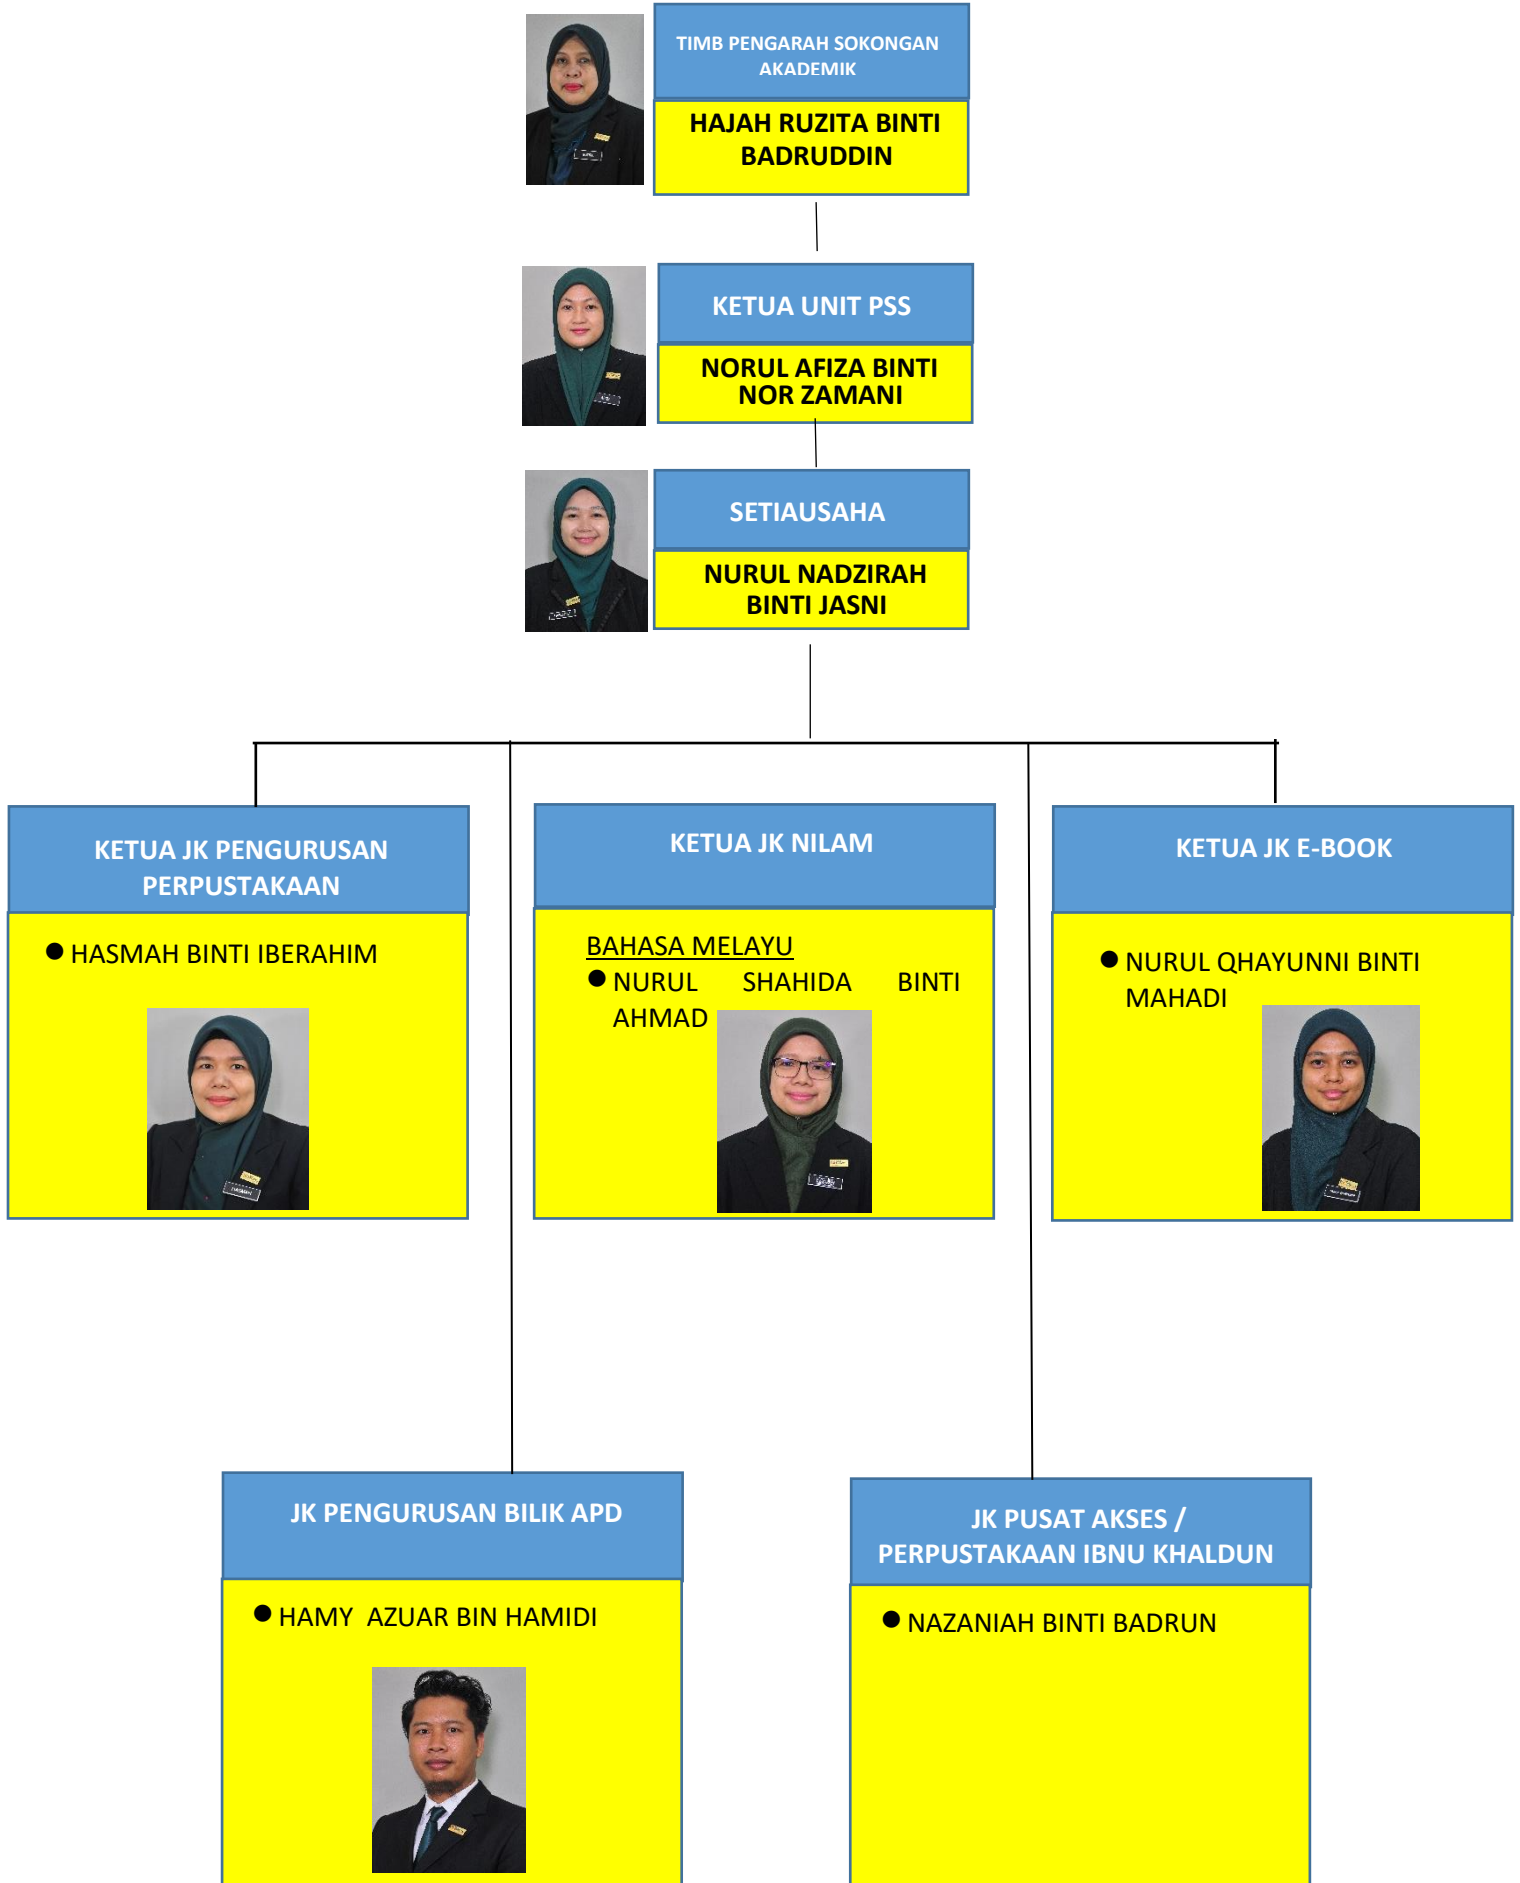 TIMB PENGARAH SOKONGAN
AKADEMIK
HAJAH RUZITA BINTI
BADRUDDIN
KETUA UNIT PSS
NORUL AFIZA BINTI
NOR ZAMANI
SETIAUSAHA
NURUL NADZIRAH
BINTI JASNI
KETUA JK PENGURUSAN
PERPUSTAKAAN
● HASMAH BINTI IBERAHIM
KETUA JK NILAM
BAHASA MELAYU
● NURUL SHAHIDA BINTI
AHMAD
KETUA JK E-BOOK
● NURUL QHAYUNNI BINTI
MAHADI
JK PENGURUSAN BILIK APD
● HAMY AZUAR BIN HAMIDI
JK PUSAT AKSES /
PERPUSTAKAAN IBNU KHALDUN
● NAZANIAH BINTI BADRUN